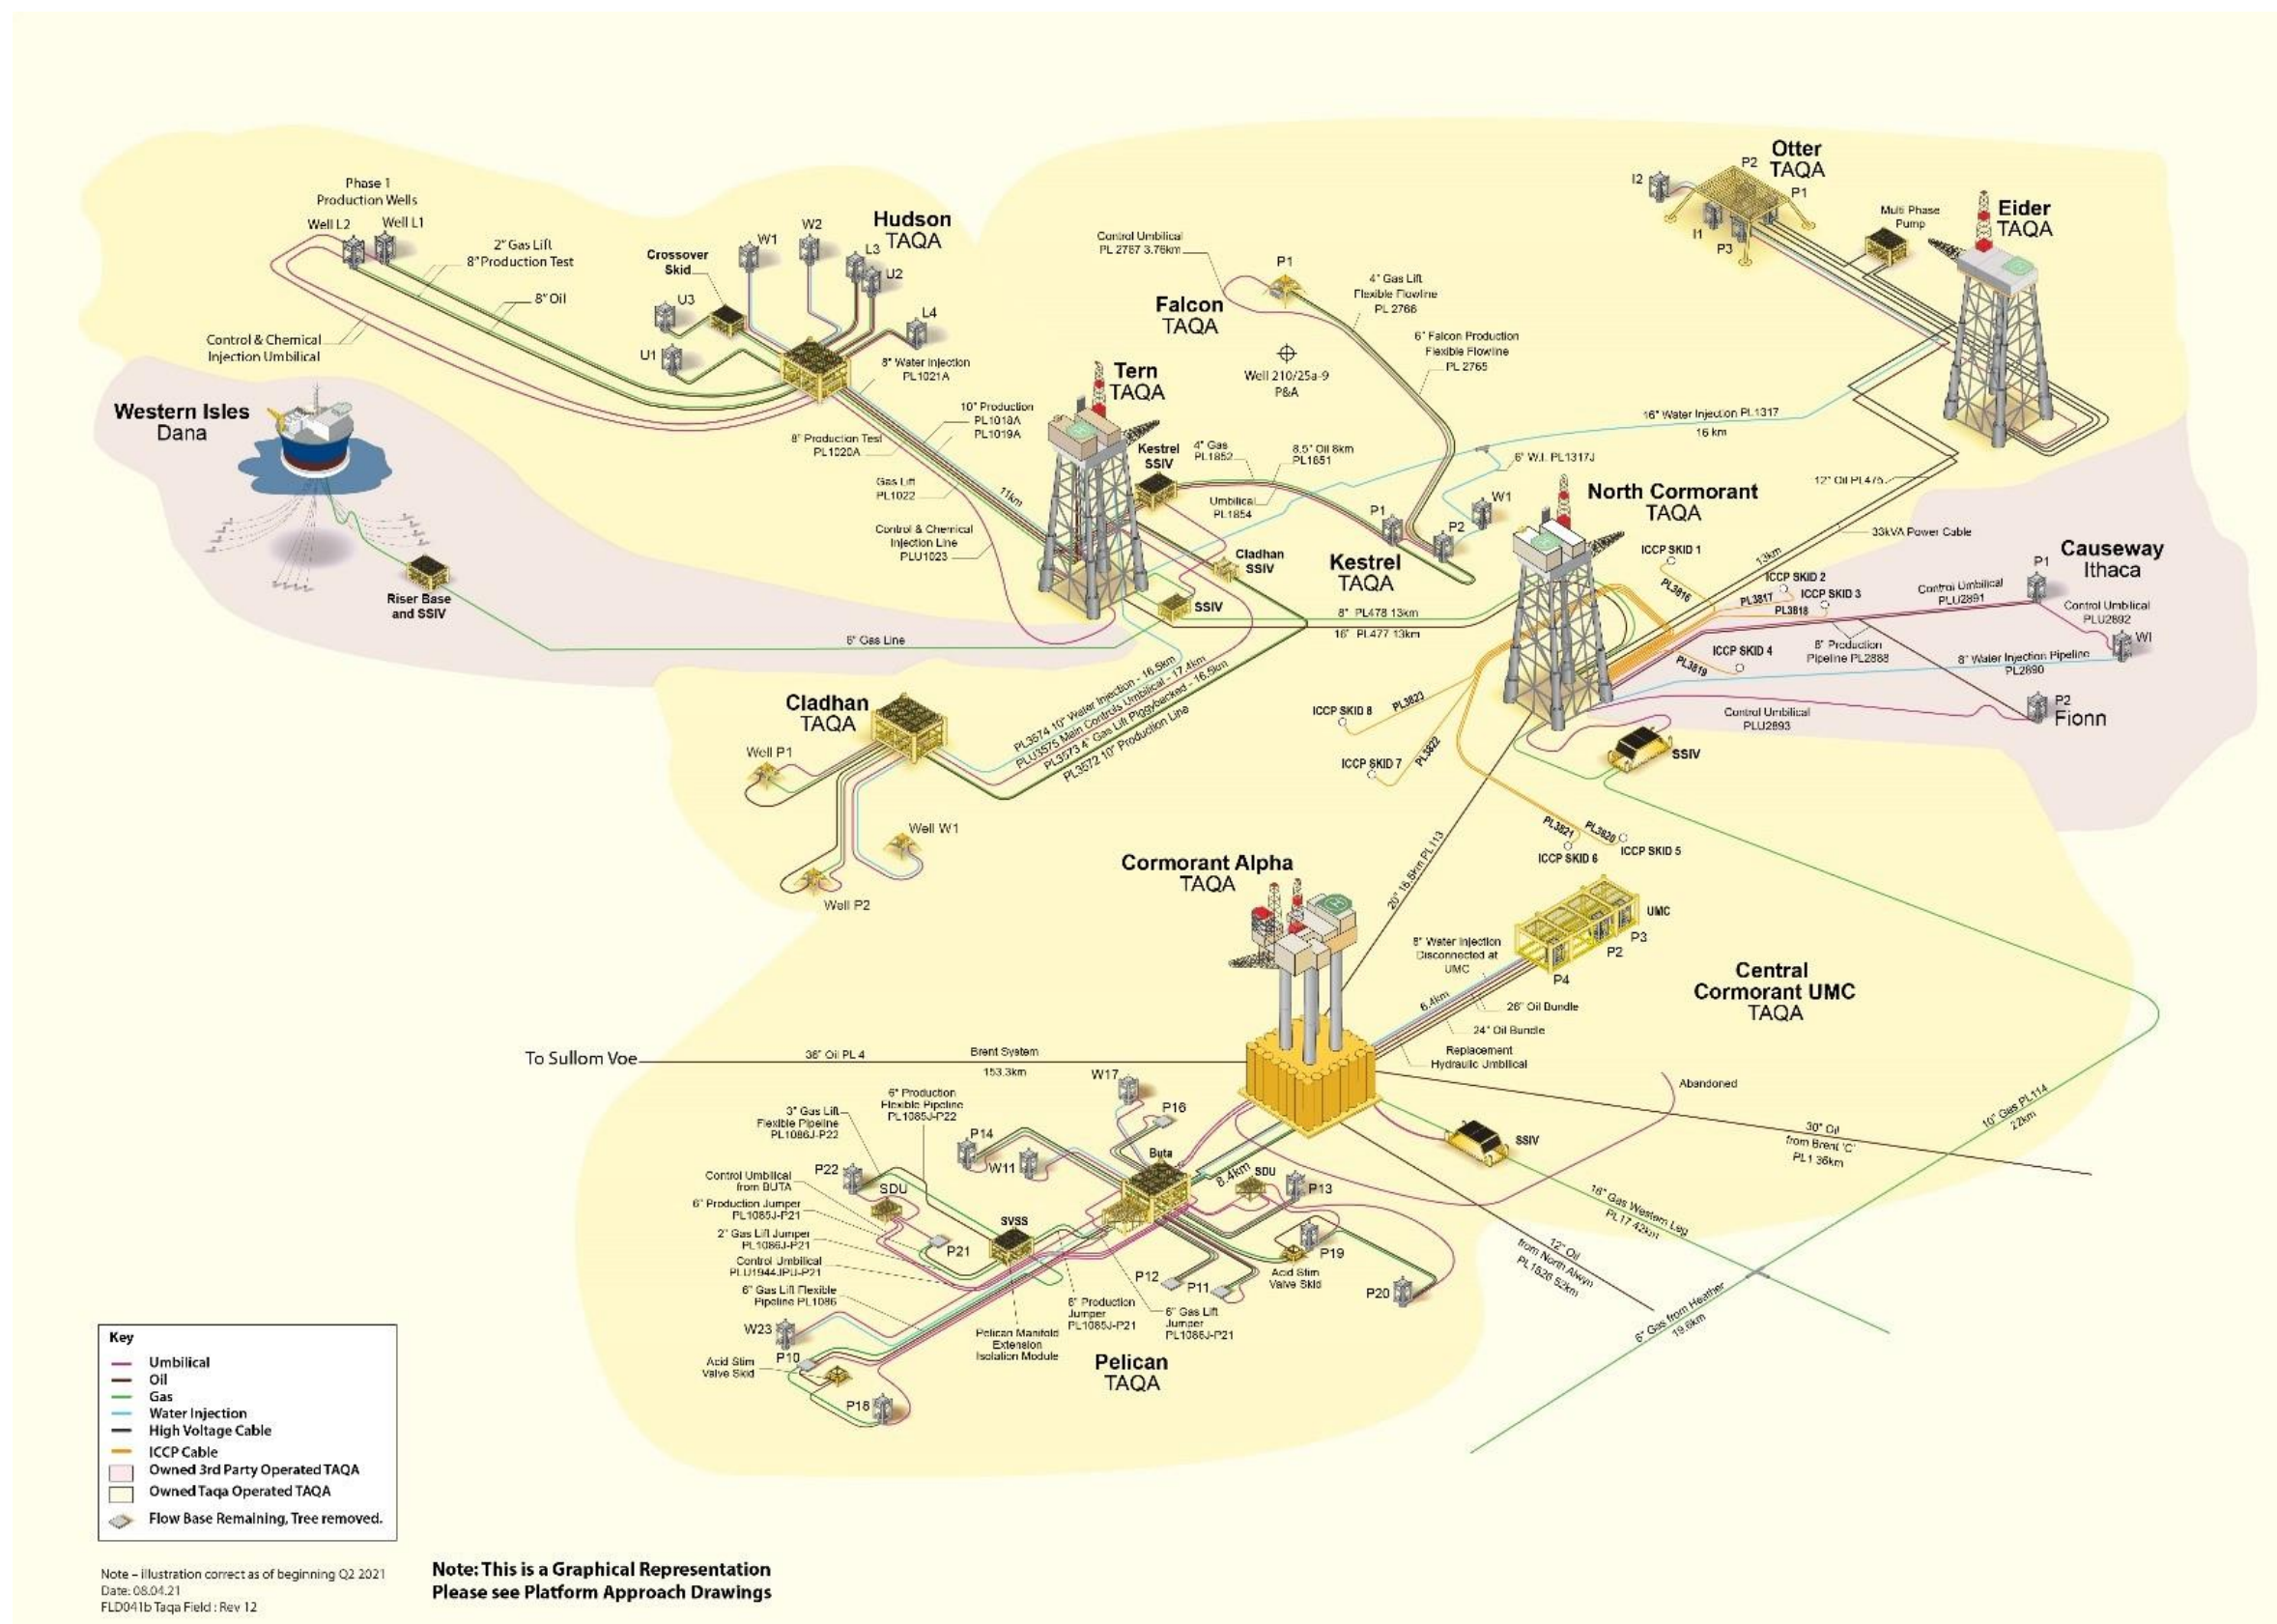 Phase 1
Production Wells
Well L2
Well L1
2" Gas Lift
8" Production Test
8" Oil
Control & Chemical
Injection Umbilical
Crossover
Skid
W1
W2
Hudson
TAQA
L3
U2
U3
L4
U1
8" Water Injection
PL1021A
10" Production
PL1018A
PL1019A
8" Production Test
PL1020A
Gas Lift
PL1022
11km
Control & Chemical
Injection Line
PLU1023
Western Isles
Dana
Riser Base
and SSIV
6" Gas Line
Tern
TAQA
Kestrel
SSIV
Cladhan
SSIV
SSIV
Control Umbilical
PL 2767 3.76km
P1
Falcon
TAQA
4" Gas Lift
Flexible Flowline
PL 2766
6" Falcon Production
Flexible Flowline
PL 2765
Well 210/25a-9
P&A
4" Gas
PL1852
8.5" Oil 8km
PL1851
Umbilical
PL1854
P1
P2
W1
Kestrel
TAQA
6" W.I. PL1317J
16" Water Injection PL1317
16 km
8" PL478 13km
16" PL477 13km
Otter
TAQA
P2
P1
I2
I1
P3
Multi Phase
Pump
Eider
TAQA
12" Oil PL475
33kVA Power Cable
13km
North Cormorant
TAQA
ICCP SKID 1
PL3816
ICCP SKID 2
PL3817
ICCP SKID 3
PL3818
ICCP SKID 4
PL3819
Causeway
Ithaca
P1
Control Umbilical
PLU2891
Control Umbilical
PLU2892
WI
8" Production
Pipeline PL2888
8" Water Injection Pipeline
PL2890
Control Umbilical
PLU2893
P2
Fionn
SSIV
ICCP SKID 8
PL3823
ICCP SKID 7
PL3822
PL3821
PL3820
ICCP SKID 6
ICCP SKID 5
Cladhan
TAQA
Well P1
Well W1
Well P2
PL3574 10" Water Injection - 16.5km
PLU3575 Main Controls Umbilical - 17.4km
PL3573 4" Gas Lift Piggybacked - 16.5km
PL3572 10" Production Line
20" 16.5km PL113
Cormorant Alpha
TAQA
UMC
P3
P2
P4
8" Water Injection
Disconnected at
UMC
6.4km
26" Oil Bundle
24" Oil Bundle
Replacement
Hydraulic Umbilical
Central
Cormorant UMC
TAQA
To Sullom Voe
36" Oil PL 4
Brent System
153.3km
Abandoned
30" Oil
from Brent 'C'
PL1 36km
10" Gas PL114
22km
SSIV
16" Gas Western Leg
PL17 42km
12" Oil
from North Alwyn
PL1526 52km
6" Gas from Heather
19.6km
W17
P16
6" Production
Flexible Pipeline
PL1085J-P22
3" Gas Lift
Flexible Pipeline
PL1086J-P22
P14
W11
Buta
8.4km
SDU
P13
P22
SDU
Control Umbilical
from BUTA
6" Production Jumper
PL1085J-P21
2" Gas Lift Jumper
PL1086J-P21
Control Umbilical
PLU1944JPU-P21
6" Gas Lift Flexible
Pipeline PL1086
P21
SVSS
P19
Acid Stim
Valve Skid
P12
P11
P20
6" Production
Jumper
PL1085J-P21
6" Gas Lift
Jumper
PL1086J-P21
Pelican Manifold
Extension
Isolation Module
W23
P10
Acid Stim
Valve Skid
P18
Pelican
TAQA
Key
Umbilical
Oil
Gas
Water Injection
High Voltage Cable
ICCP Cable
Owned 3rd Party Operated TAQA
Owned Taqa Operated TAQA
Flow Base Remaining, Tree removed.
Note – illustration correct as of beginning Q2 2021
Date: 08.04.21
FLD041b Taqa Field : Rev 12
Note: This is a Graphical Representation
Please see Platform Approach Drawings